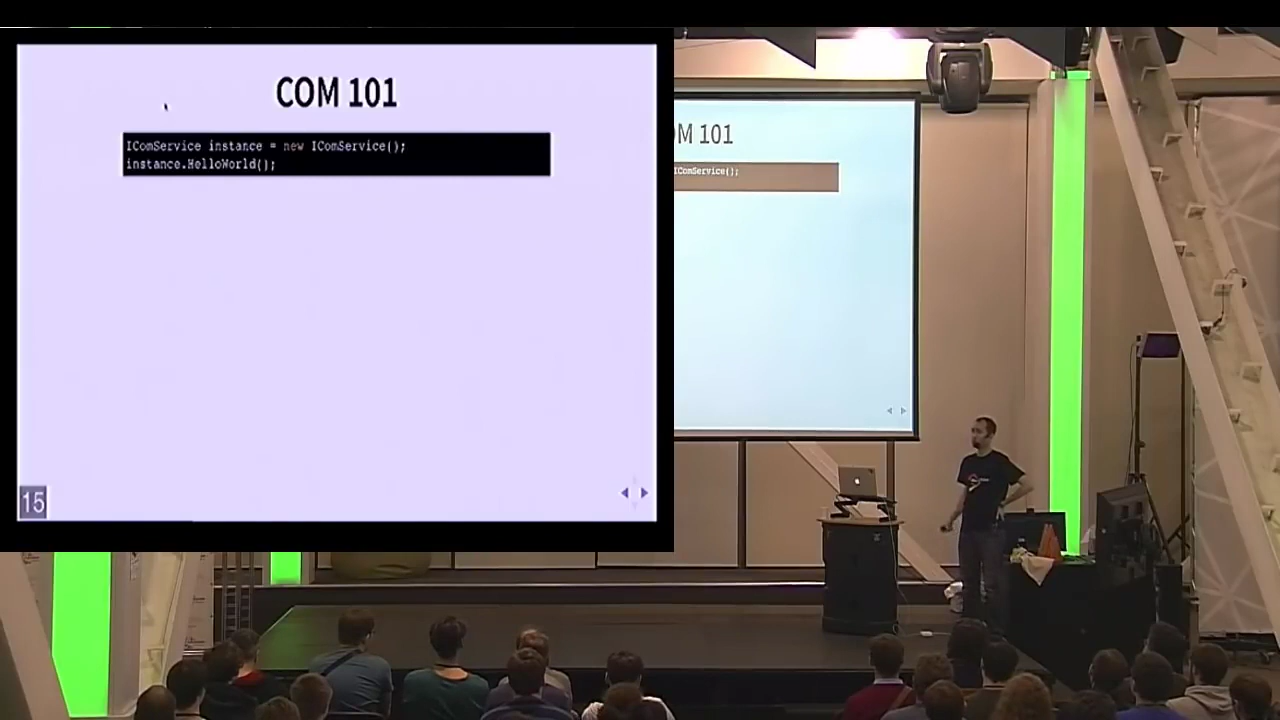 COM 101
IComService instance = new IComService();
instance.HelloWorld();
15
OM 101
IComService();